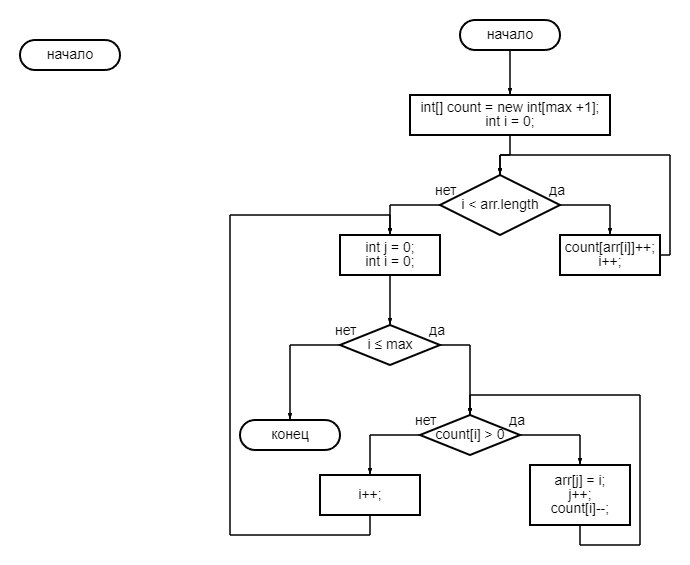 начало
начало
int[] count = new int[max +1];
int i = 0;
нет
да
i < arr.length
int j = 0;
int i = 0;
count[arr[i]]++;
i++;
нет
да
i ≤ max
нет
да
конец
count[i] > 0
i++;
arr[j] = i;
j++;
count[i]--;